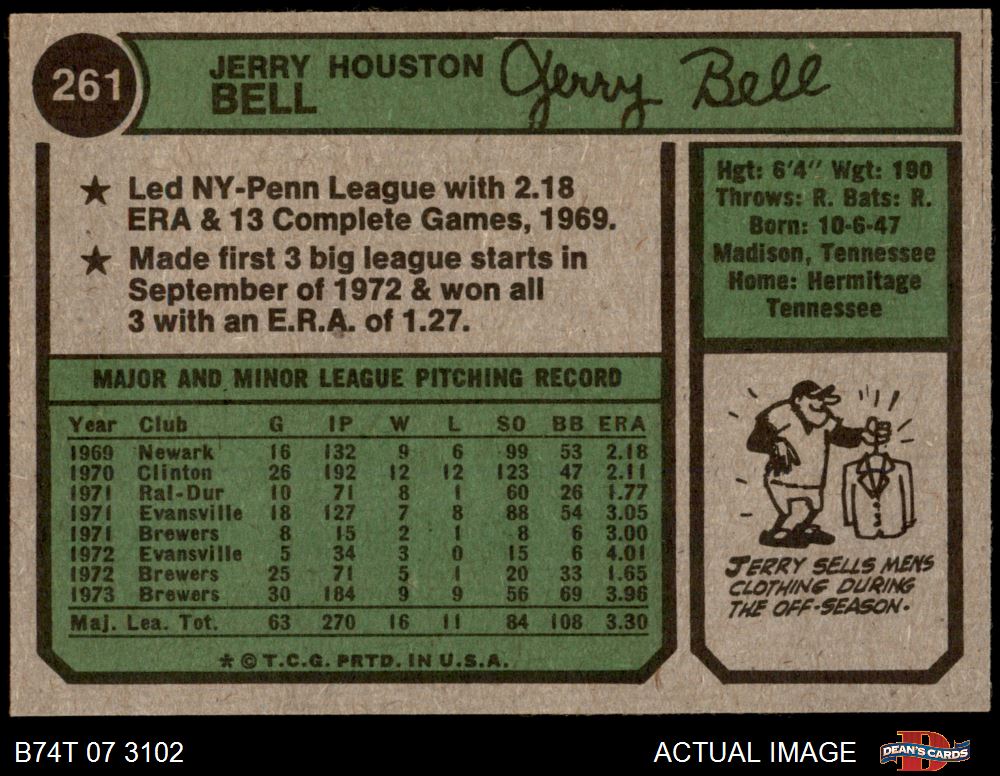 261
JERRY HOUSTON
BELL
Jerry Bell
★ Led NY-Penn League with 2.18
ERA & 13 Complete Games, 1969.
★ Made first 3 big league starts in
September of 1972 & won all
3 with an E.R.A. of 1.27.
Hgt: 6'4" Wgt: 190
Throws: R. Bats: R.
Born: 10-6-47
Madison, Tennessee
Home: Hermitage
Tennessee
MAJOR AND MINOR LEAGUE PITCHING RECORD
Year Club G IP W L SO BB ERA
1969 Newark 16 132 9 6 99 53 2.18
1970 Clinton 26 192 12 12 123 47 2.11
1971 Ral-Dur 10 71 8 1 60 26 1.77
1971 Evansville 18 127 7 8 88 54 3.05
1971 Brewers 8 15 2 1 8 6 3.00
1972 Evansville 5 34 3 0 15 6 4.01
1972 Brewers 25 71 5 1 20 33 1.65
1973 Brewers 30 184 9 9 56 69 3.96
Maj. Lea. Tot. 63 270 16 11 84 108 3.30
★ © T.C.G. PRTD. IN U.S.A.
JERRY SELLS MENS
CLOTHING DURING
THE OFF-SEASON.
B74T 07 3102
ACTUAL IMAGE
DEAN'S CARDS